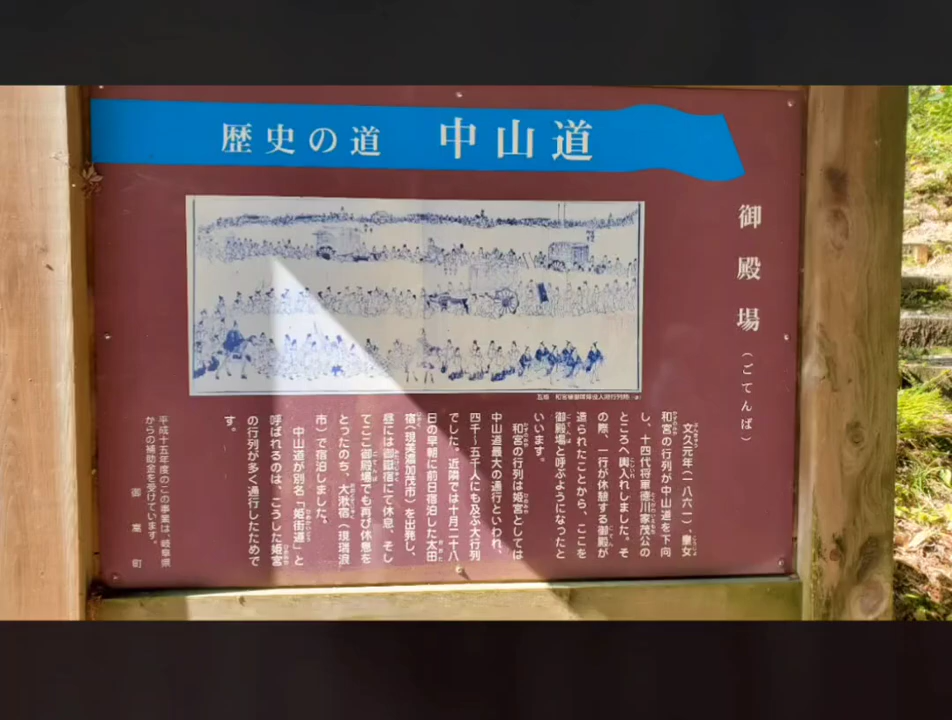 歴史の道 中山道
御殿場(ごてんば)
文久元年(一八六一)、皇女
和宮の行列が中山道を下向
し、十四代将軍徳川家茂公の
ところへ輿入れしました。そ
の際、一行が休憩する御殿が
造られたことから、ここを
御殿場と呼ぶようになったと
います。
和宮の行列は姫宮としては
中山道最大の通行といわれ、
四千～五千人にも及ぶ大行列
でした。近隣では十月二十八
日の早朝に前日宿泊した太田
宿(現美濃加茂市)を出発し、
昼には御嶽宿にて休息、そし
てここ御殿場でも再び休息を
とったのち、大湫宿(現瑞浪
市)で宿泊しました。
中山道が別名「姫街道」と
呼ばれるのは、こうした姫宮
の行列が多く通行したためで
す。
平成十五年度のこの事業は、岐阜県
からの補助金を受けています。
御嵩町